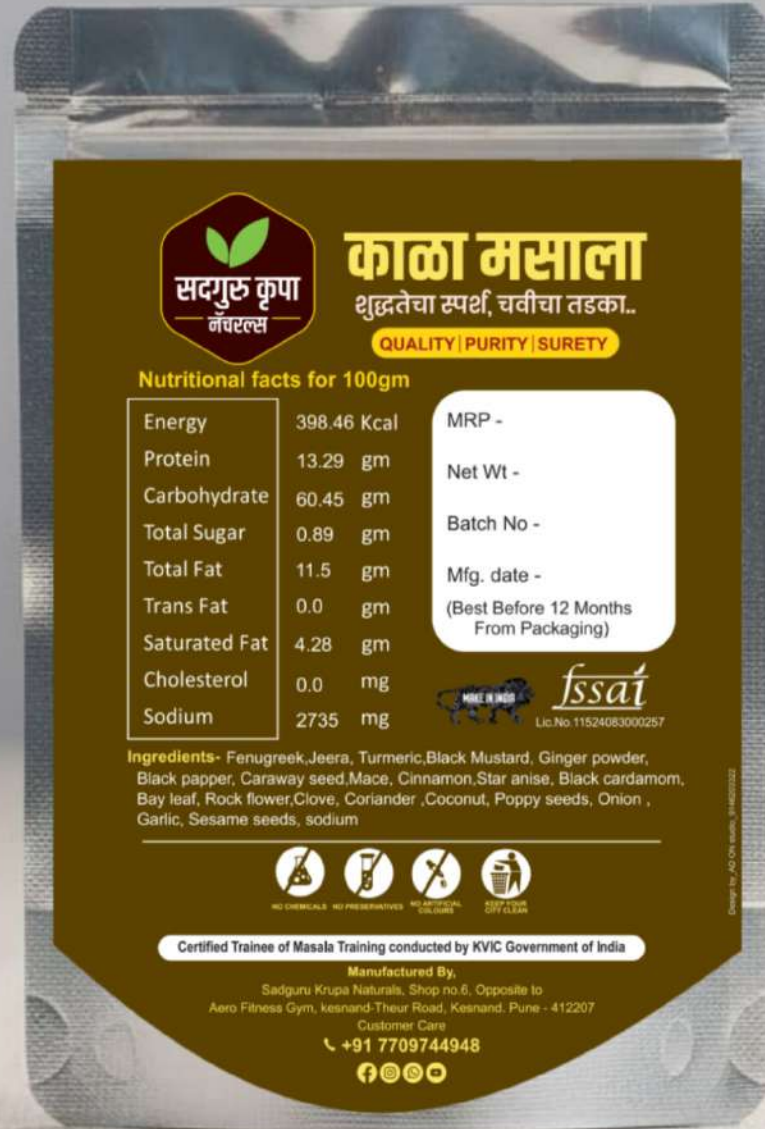 सदगुरु कृपा
नॅचरल्स
काळा मसाला
शुद्धतेचा स्पर्श, चवीचा तडका..
QUALITY|PURITY|SURETY
Nutritional facts for 100gm
Energy 398.46 Kcal
Protein 13.29 gm
Carbohydrate 60.45 gm
Total Sugar 0.89 gm
Total Fat 11.5 gm
Trans Fat 0.0 gm
Saturated Fat 4.28 gm
Cholesterol 0.0 mg
Sodium 2735 mg
MRP -
Net Wt -
Batch No -
Mfg. date -
(Best Before 12 Months
From Packaging)
MAKE IN INDIA
fssai
Lic.No.11524083000257
Ingredients- Fenugreek,Jeera, Turmeric,Black Mustard, Ginger powder,
Black papper, Caraway seed,Mace, Cinnamon,Star anise, Black cardamom,
Bay leaf, Rock flower,Clove, Coriander ,Coconut, Poppy seeds, Onion ,
Garlic, Sesame seeds, sodium
NO CHEMICALS
NO PRESERVATIVES
NO ARTIFICIAL
COLOURS
KEEP YOUR
CITY CLEAN
Certified Trainee of Masala Training conducted by KVIC Government of India
Manufactured By,
Sadguru Krupa Naturals, Shop no.6, Opposite to
Aero Fitness Gym, kesnand-Theur Road, Kesnand. Pune - 412207
Customer Care
+91 7709744948